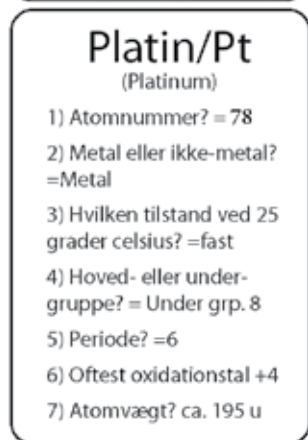 Platin/Pt
(Platinum)
1) Atomnummer? = 78
2) Metal eller ikke-metal?
=Metal
3) Hvilken tilstand ved 25
grader celsius? =fast
4) Hoved- eller under-
gruppe? = Under grp. 8
5) Periode? =6
6) Oftest oxidationstal +4
7) Atomvægt? ca. 195 u